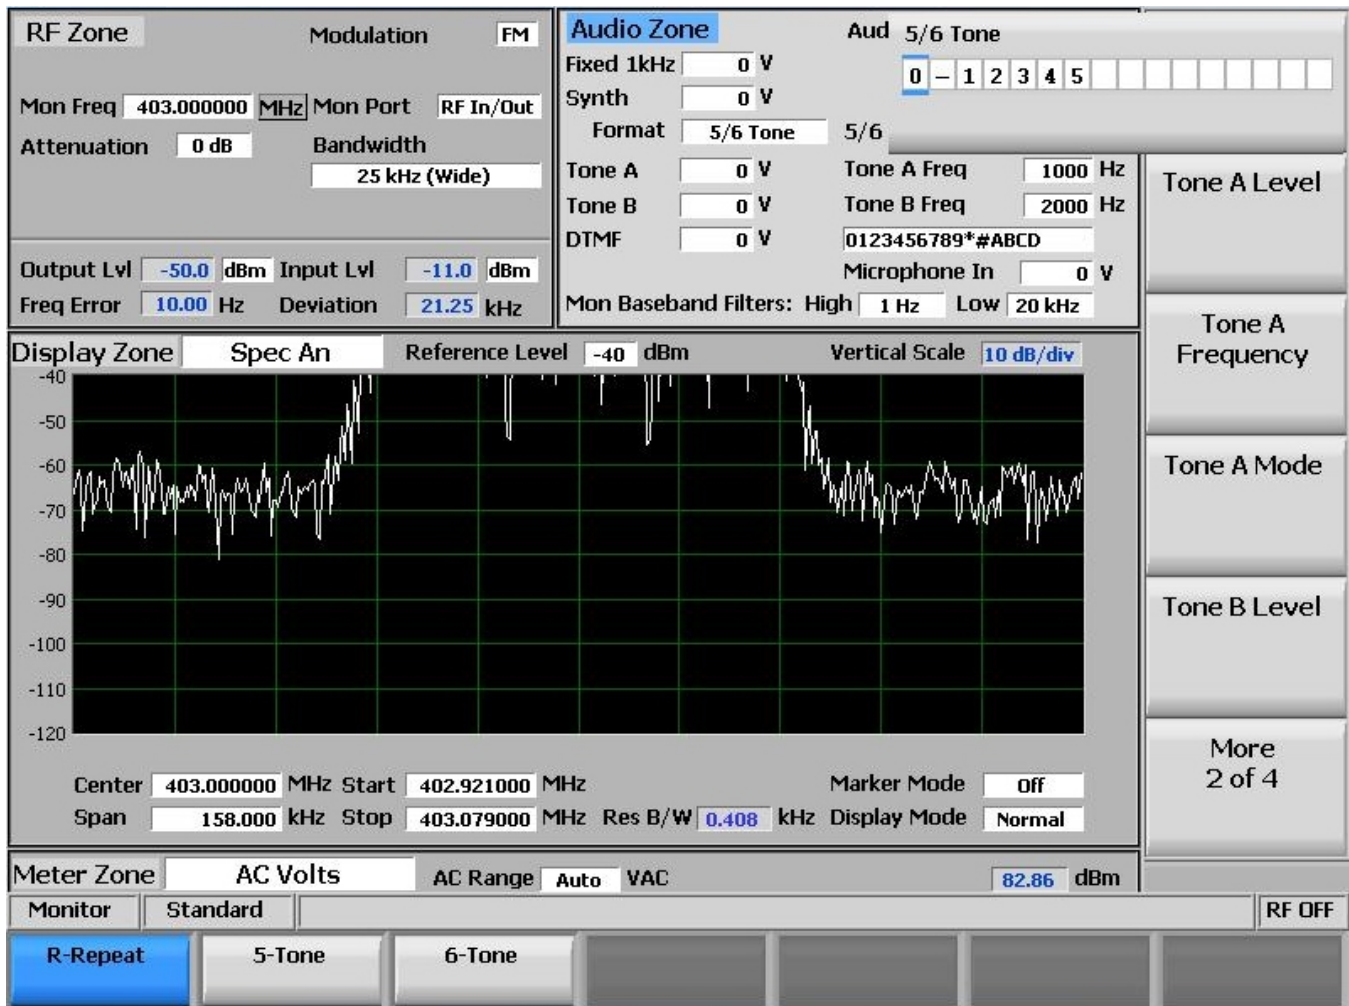 RF Zone
Modulation FM
Mon Freq 403.000000 MHz Mon Port RF In/Out
Attenuation 0 dB Bandwidth
25 kHz (Wide)
Output Lvl -50.0 dBm Input Lvl -11.0 dBm
Freq Error 10.00 Hz Deviation 21.25 kHz
Audio Zone Aud
Fixed 1kHz 0 V
Synth 0 V
Format 5/6 Tone 5/6
Tone A 0 V Tone A Freq 1000 Hz
Tone B 0 V Tone B Freq 2000 Hz
DTMF 0 V 0123456789*#ABCD
Microphone In 0 V
Mon Baseband Filters: High 1 Hz Low 20 kHz
5/6 Tone
0 - 1 2 3 4 5
Tone A Level
Tone A
Frequency
Tone A Mode
Tone B Level
More
2 of 4
Display Zone Spec An Reference Level -40 dBm Vertical Scale 10 dB/div
-40
-50
-60
-70
-80
-90
-100
-110
-120
Center 403.000000 MHz Start 402.921000 MHz Marker Mode Off
Span 158.000 kHz Stop 403.079000 MHz Res B/W 0.408 kHz Display Mode Normal
Meter Zone AC Volts AC Range Auto VAC 82.86 dBm
Monitor Standard RF OFF
R-Repeat 5-Tone 6-Tone